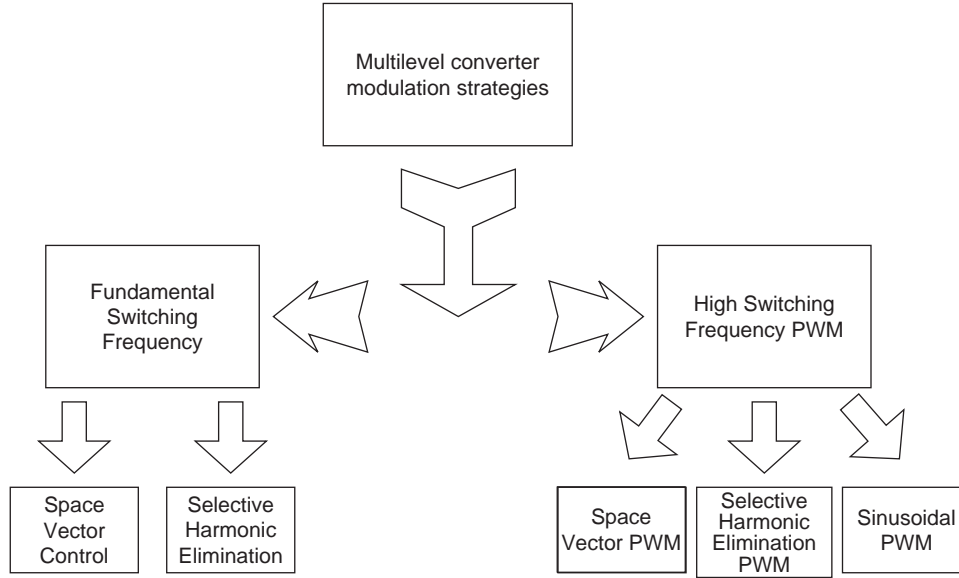 Multilevel converter
modulation strategies
Fundamental
Switching
Frequency
High Switching
Frequency PWM
Space
Vector
Control
Selective
Harmonic
Elimination
Space
Vector PWM
Selective
Harmonic
Elimination
PWM
Sinusoidal
PWM